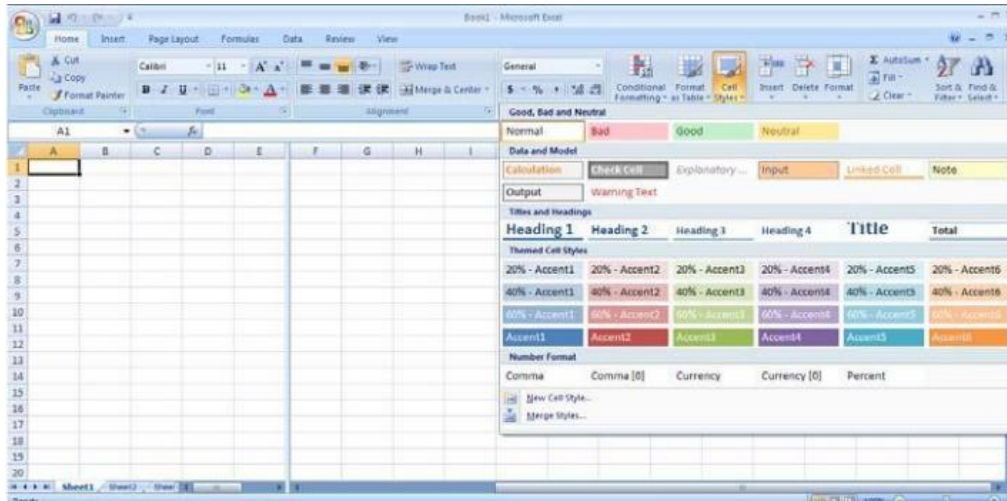 Book1 - Microsoft Excel
Home Insert Page Layout Formulas Data Review View
Cut
Copy
Format Painter
Paste
Clipboard
Calibri 11
B I U
Font
Wrap Text
Merge & Center
Alignment
General
$ %
Conditional Formatting
Format as Table
Cell Styles
Insert Delete Format
AutoSum
Fill
Clear
Sort & Filter
Find & Select
A1 fx
A B C D E F G H I
1
2
3
4
5
6
7
8
9
10
11
12
13
14
15
16
17
18
19
20
Good, Bad and Neutral
Normal Bad Good Neutral
Data and Model
Calculation Check Cell Explanatory ... Input Linked Cell Note
Output Warning Text
Titles and Headings
Heading 1 Heading 2 Heading 3 Heading 4 Title Total
Themed Cell Styles
20% - Accent1 20% - Accent2 20% - Accent3 20% - Accent4 20% - Accent5 20% - Accent6
40% - Accent1 40% - Accent2 40% - Accent3 40% - Accent4 40% - Accent5 40% - Accent6
60% - Accent1 60% - Accent2 60% - Accent3 60% - Accent4 60% - Accent5 60% - Accent6
Accent1 Accent2 Accent3 Accent4 Accent5 Accent6
Number Format
Comma Comma [0] Currency Currency [0] Percent
New Cell Style...
Merge Styles...
Sheet1 Sheet2